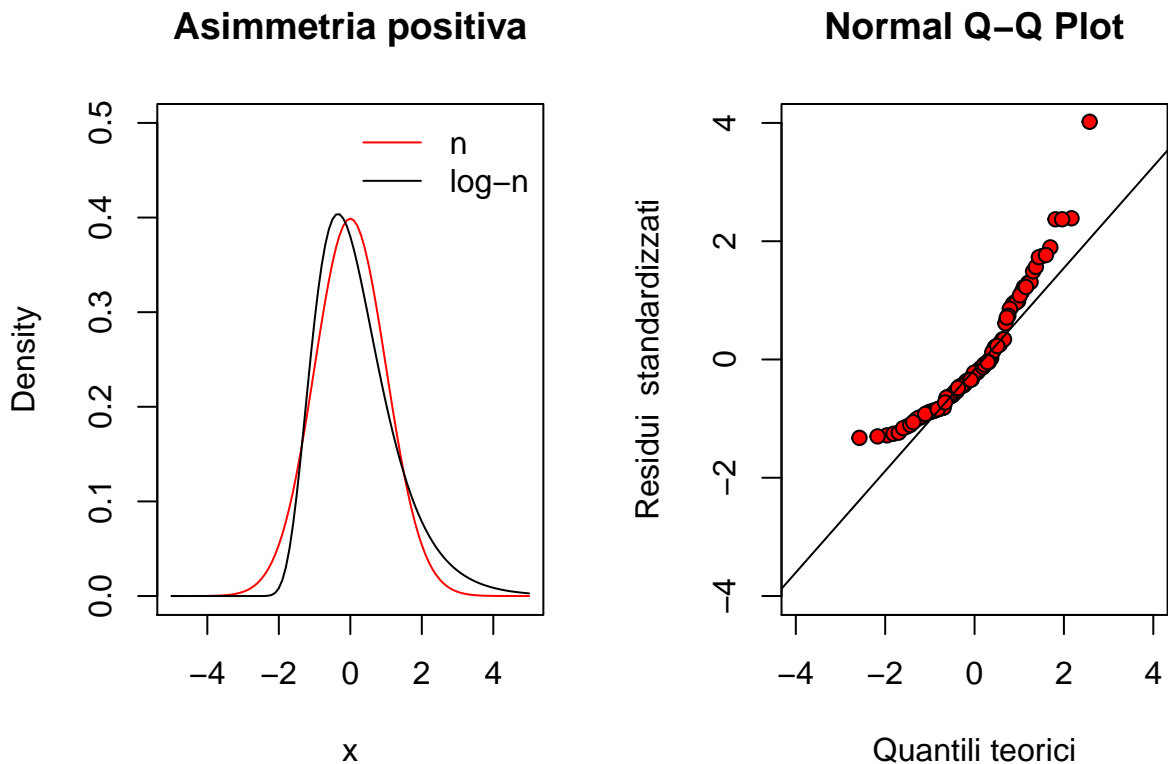 Asimmetria positiva
Density
0.0 0.1 0.2 0.3 0.4 0.5
n
log−n
−4 −2 0 2 4
x
Normal Q−Q Plot
Residui standardizzati
−4 −2 0 2 4
−4 −2 0 2 4
Quantili teorici